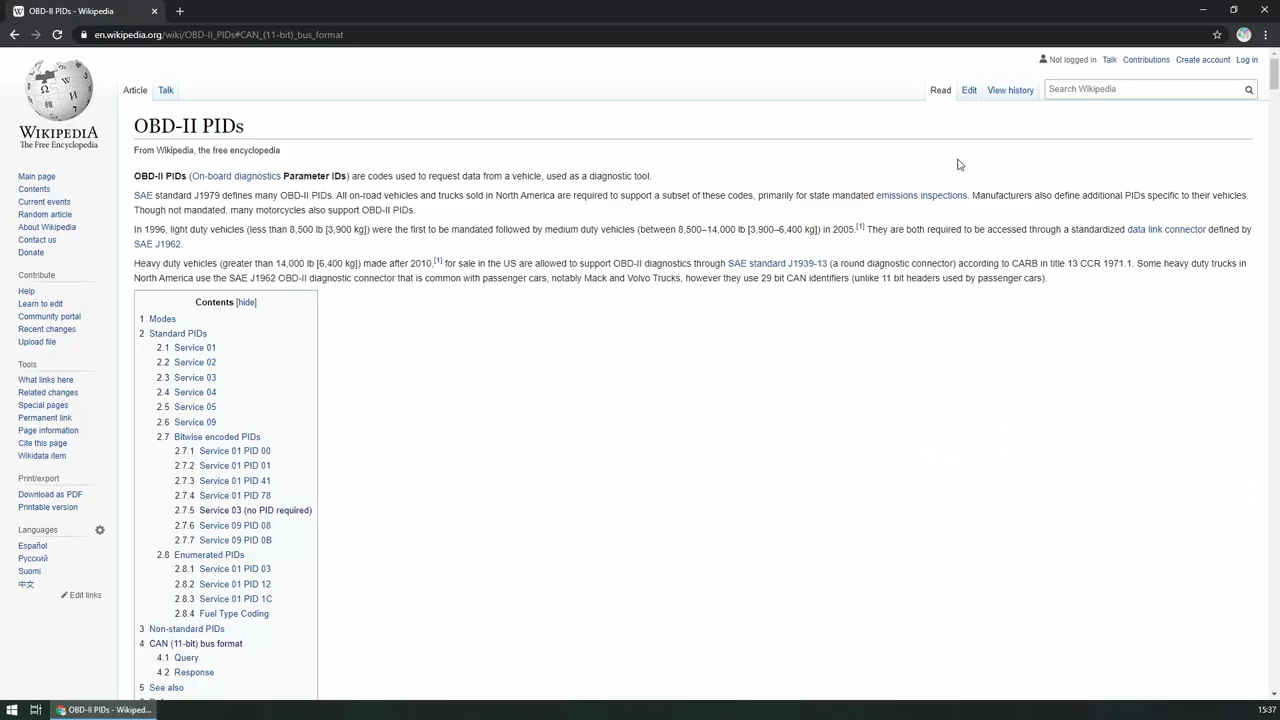 OBD-II PIDs - Wikipedia
en.wikipedia.org/wiki/OBD-II_PIDs#CAN_(11-bit)_bus_format
Not logged in Talk Contributions Create account Log in
Article Talk Read Edit View history Search Wikipedia
WIKIPEDIA
The Free Encyclopedia
Main page
Contents
Current events
Random article
About Wikipedia
Contact us
Donate
Contribute
Help
Learn to edit
Community portal
Recent changes
Upload file
Tools
What links here
Related changes
Special pages
Permanent link
Page information
Cite this page
Wikidata item
Print/export
Download as PDF
Printable version
Languages
Español
Русский
Suomi
中文
Edit links
OBD-II PIDs
From Wikipedia, the free encyclopedia
OBD-II PIDs (On-board diagnostics Parameter IDs) are codes used to request data from a vehicle, used as a diagnostic tool.
SAE standard J1979 defines many OBD-II PIDs. All on-road vehicles and trucks sold in North America are required to support a subset of these codes, primarily for state mandated emissions inspections. Manufacturers also define additional PIDs specific to their vehicles.
Though not mandated, many motorcycles also support OBD-II PIDs.
In 1996, light duty vehicles (less than 8,500 lb [3,900 kg]) were the first to be mandated followed by medium duty vehicles (between 8,500–14,000 lb [3,900–6,400 kg]) in 2005.[1] They are both required to be accessed through a standardized data link connector defined by
SAE J1962.
Heavy duty vehicles (greater than 14,000 lb [6,400 kg]) made after 2010,[1] for sale in the US are allowed to support OBD-II diagnostics through SAE standard J1939-13 (a round diagnostic connector) according to CARB in title 13 CCR 1971.1. Some heavy duty trucks in
North America use the SAE J1962 OBD-II diagnostic connector that is common with passenger cars, notably Mack and Volvo Trucks, however they use 29 bit CAN identifiers (unlike 11 bit headers used by passenger cars).
Contents [hide]
1 Modes
2 Standard PIDs
2.1 Service 01
2.2 Service 02
2.3 Service 03
2.4 Service 04
2.5 Service 05
2.6 Service 09
2.7 Bitwise encoded PIDs
2.7.1 Service 01 PID 00
2.7.2 Service 01 PID 01
2.7.3 Service 01 PID 41
2.7.4 Service 01 PID 78
2.7.5 Service 03 (no PID required)
2.7.6 Service 09 PID 08
2.7.7 Service 09 PID 0B
2.8 Enumerated PIDs
2.8.1 Service 01 PID 03
2.8.2 Service 01 PID 12
2.8.3 Service 01 PID 1C
2.8.4 Fuel Type Coding
3 Non-standard PIDs
4 CAN (11-bit) bus format
4.1 Query
4.2 Response
5 See also
OBD-II PIDs - Wikiped...
15:37